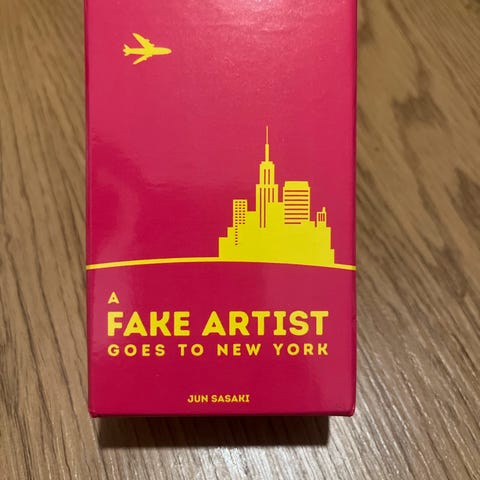 A
FAKE ARTIST
GOES TO NEW YORK
JUN SASAKI